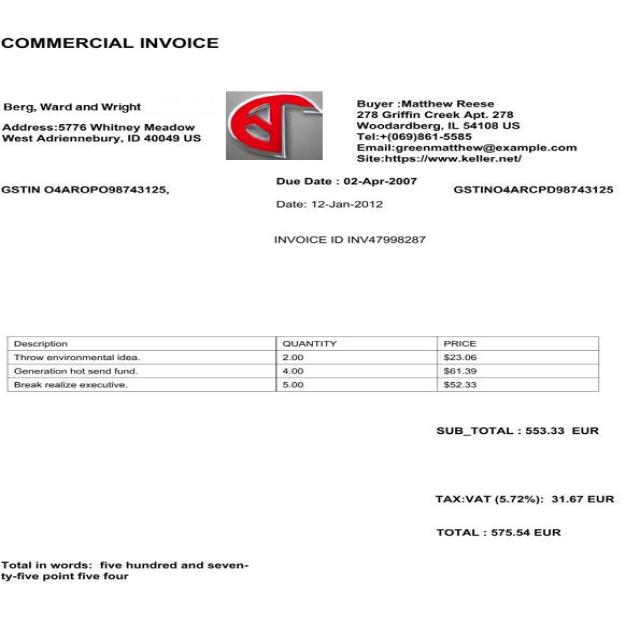 COMMERCIAL INVOICE
Berg, Ward and Wright
Address:5776 Whitney Meadow
West Adriennebury, ID 40049 US
Buyer :Matthew Reese
278 Griffin Creek Apt. 278
Woodardberg, IL 54108 US
Tel:+(069)861-5585
Email:greenmatthew@example.com
Site:https://www.keller.net/
GSTIN O4AROPO98743125,
Due Date : 02-Apr-2007
Date: 12-Jan-2012
GSTINO4ARCPD98743125
INVOICE ID INV47998287
Description QUANTITY PRICE
Throw environmental idea. 2.00 $23.06
Generation hot send fund. 4.00 $61.39
Break realize executive. 5.00 $52.33
SUB_TOTAL : 553.33 EUR
TAX:VAT (5.72%): 31.67 EUR
TOTAL : 575.54 EUR
Total in words: five hundred and seven-
ty-five point five four